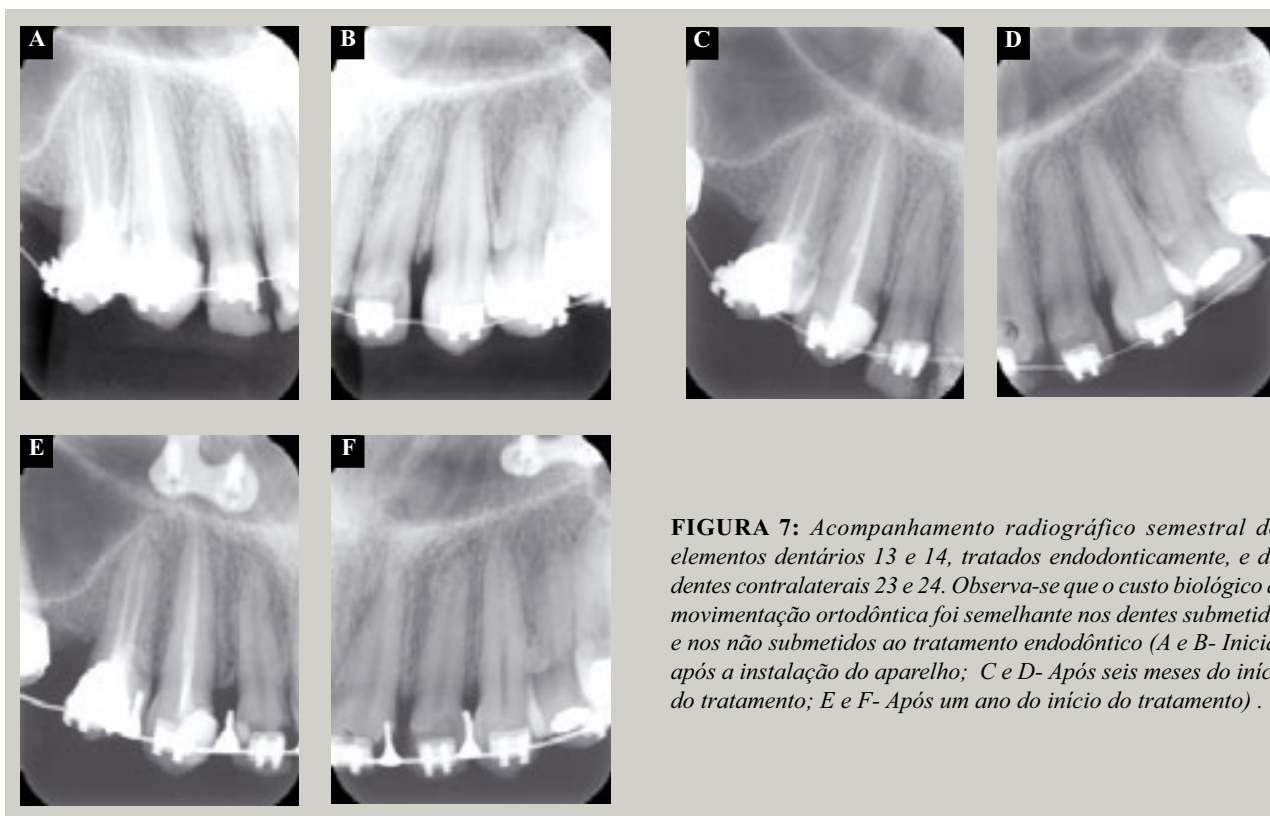 A
B
C
D
E
F
FIGURA 7: Acompanhamento radiográfico semestral d
elementos dentários 13 e 14, tratados endodonticamente, e d
dentes contralaterais 23 e 24. Observa-se que o custo biológico
movimentação ortodôntica foi semelhante nos dentes submetid
e nos não submetidos ao tratamento endodôntico (A e B- Inicia
após a instalação do aparelho; C e D- Após seis meses do iníc
do tratamento; E e F- Após um ano do início do tratamento) .